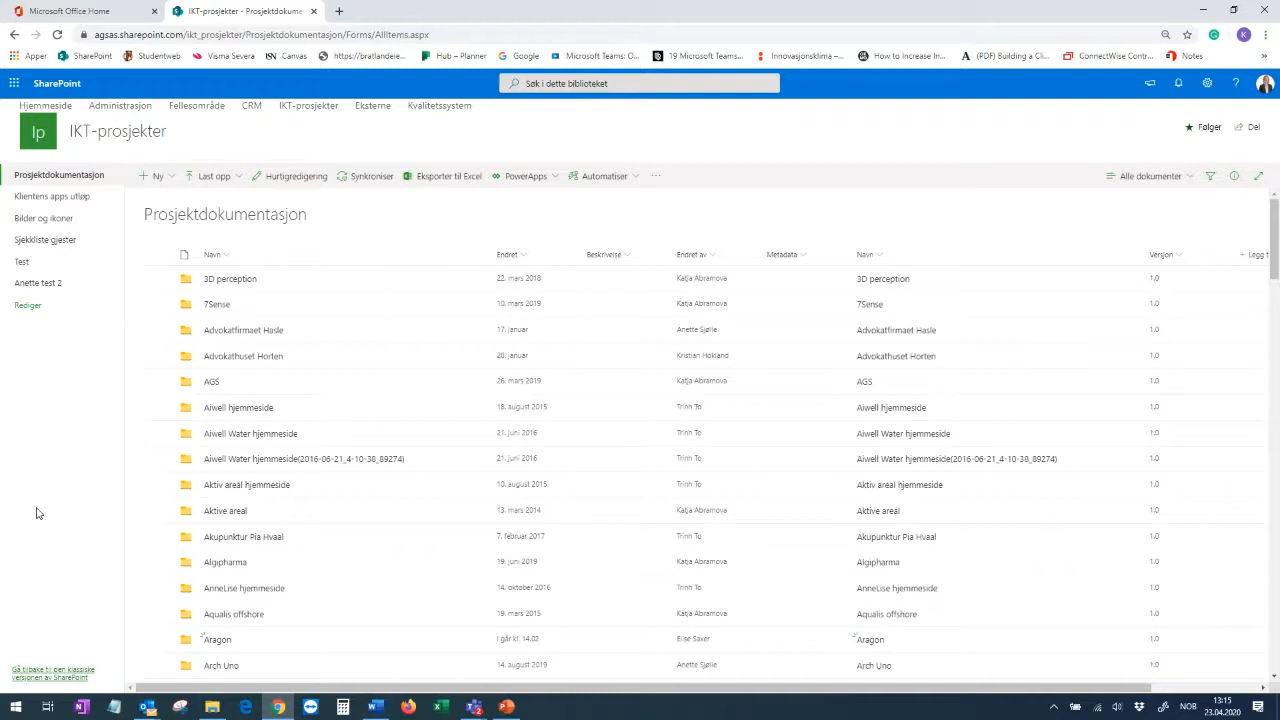 Microsoft Office Home
IKT-prosjekter - Prosjektdokume
agsas.sharepoint.com/ikt_prosjekter/Prosjektdokumentasjon/Forms/AllItems.aspx
K
Apper SharePoint Studentweb Visma Severa Canvas https://bratlandeie... Hub – Planner Google Microsoft Teams: O... 19 Microsoft Teams... Innovasjonsklima –... How to Increase In... (PDF) Building a Cli... ConnectWise Contr... Notes
SharePoint
Søk i dette biblioteket
Hjemmeside Administrasjon Fellesområde CRM IKT-prosjekter Eksterne Kvalitetssystem
Ip IKT-prosjekter
Følger Del
Prosjektdokumentasjon
Klientens apps utløp
Bilder og ikoner
Sjekkliste gjester
Test
Anette test 2
Rediger
Ny Last opp Hurtigredigering Synkroniser Eksporter til Excel PowerApps Automatiser ... Alle dokumenter
Prosjektdokumentasjon
Navn Endret Beskrivelse Endret av Metadata Navn Versjon + Legg t
3D perception 22. mars 2018 Katja Abramova 3D perception 1.0
7Sense 10. mars 2019 Katja Abramova 7Sense 1.0
Advokatfirmaet Hasle 17. januar Anette Sjølie Advokatfirmaet Hasle 1.0
Advokathuset Horten 28. januar Kristian Hokland Advokathuset Horten 1.0
AGS 26. mars 2019 Katja Abramova AGS 1.0
Aiwell hjemmeside 18. august 2015 Trinh To Aiwell hjemmeside 1.0
Aiwell Water hjemmeside 21. juni 2016 Trinh To Aiwell Water hjemmeside 1.0
Aiwell Water hjemmeside(2016-06-21_4-10-38_89274) 21. juni 2016 Trinh To Aiwell Water hjemmeside(2016-06-21_4-10-38_89274) 1.0
Aktiv areal hjemmeside 10. august 2015 Trinh To Aktiv areal hjemmeside 1.0
Aktive areal 13. mars 2014 Katja Abramova Aktive areal 1.0
Akupunktur Pia Hvaal 7. februar 2017 Trinh To Akupunktur Pia Hvaal 1.0
Algipharma 19. juni 2019 Katja Abramova Algipharma 1.0
AnneLise hjemmeside 14. oktober 2016 Trinh To AnneLise hjemmeside 1.0
Aqualis offshore 19. mars 2015 Katja Abramova Aqualis offshore 1.0
Aragon I går kl. 14.02 Elise Saxer Aragon 1.0
Arch Uno 14. august 2019 Anette Sjølie Arch Uno 1.0
Gå tilbake til den klassiske
versjonen av SharePoint
NOB
13:15
23.04.2020